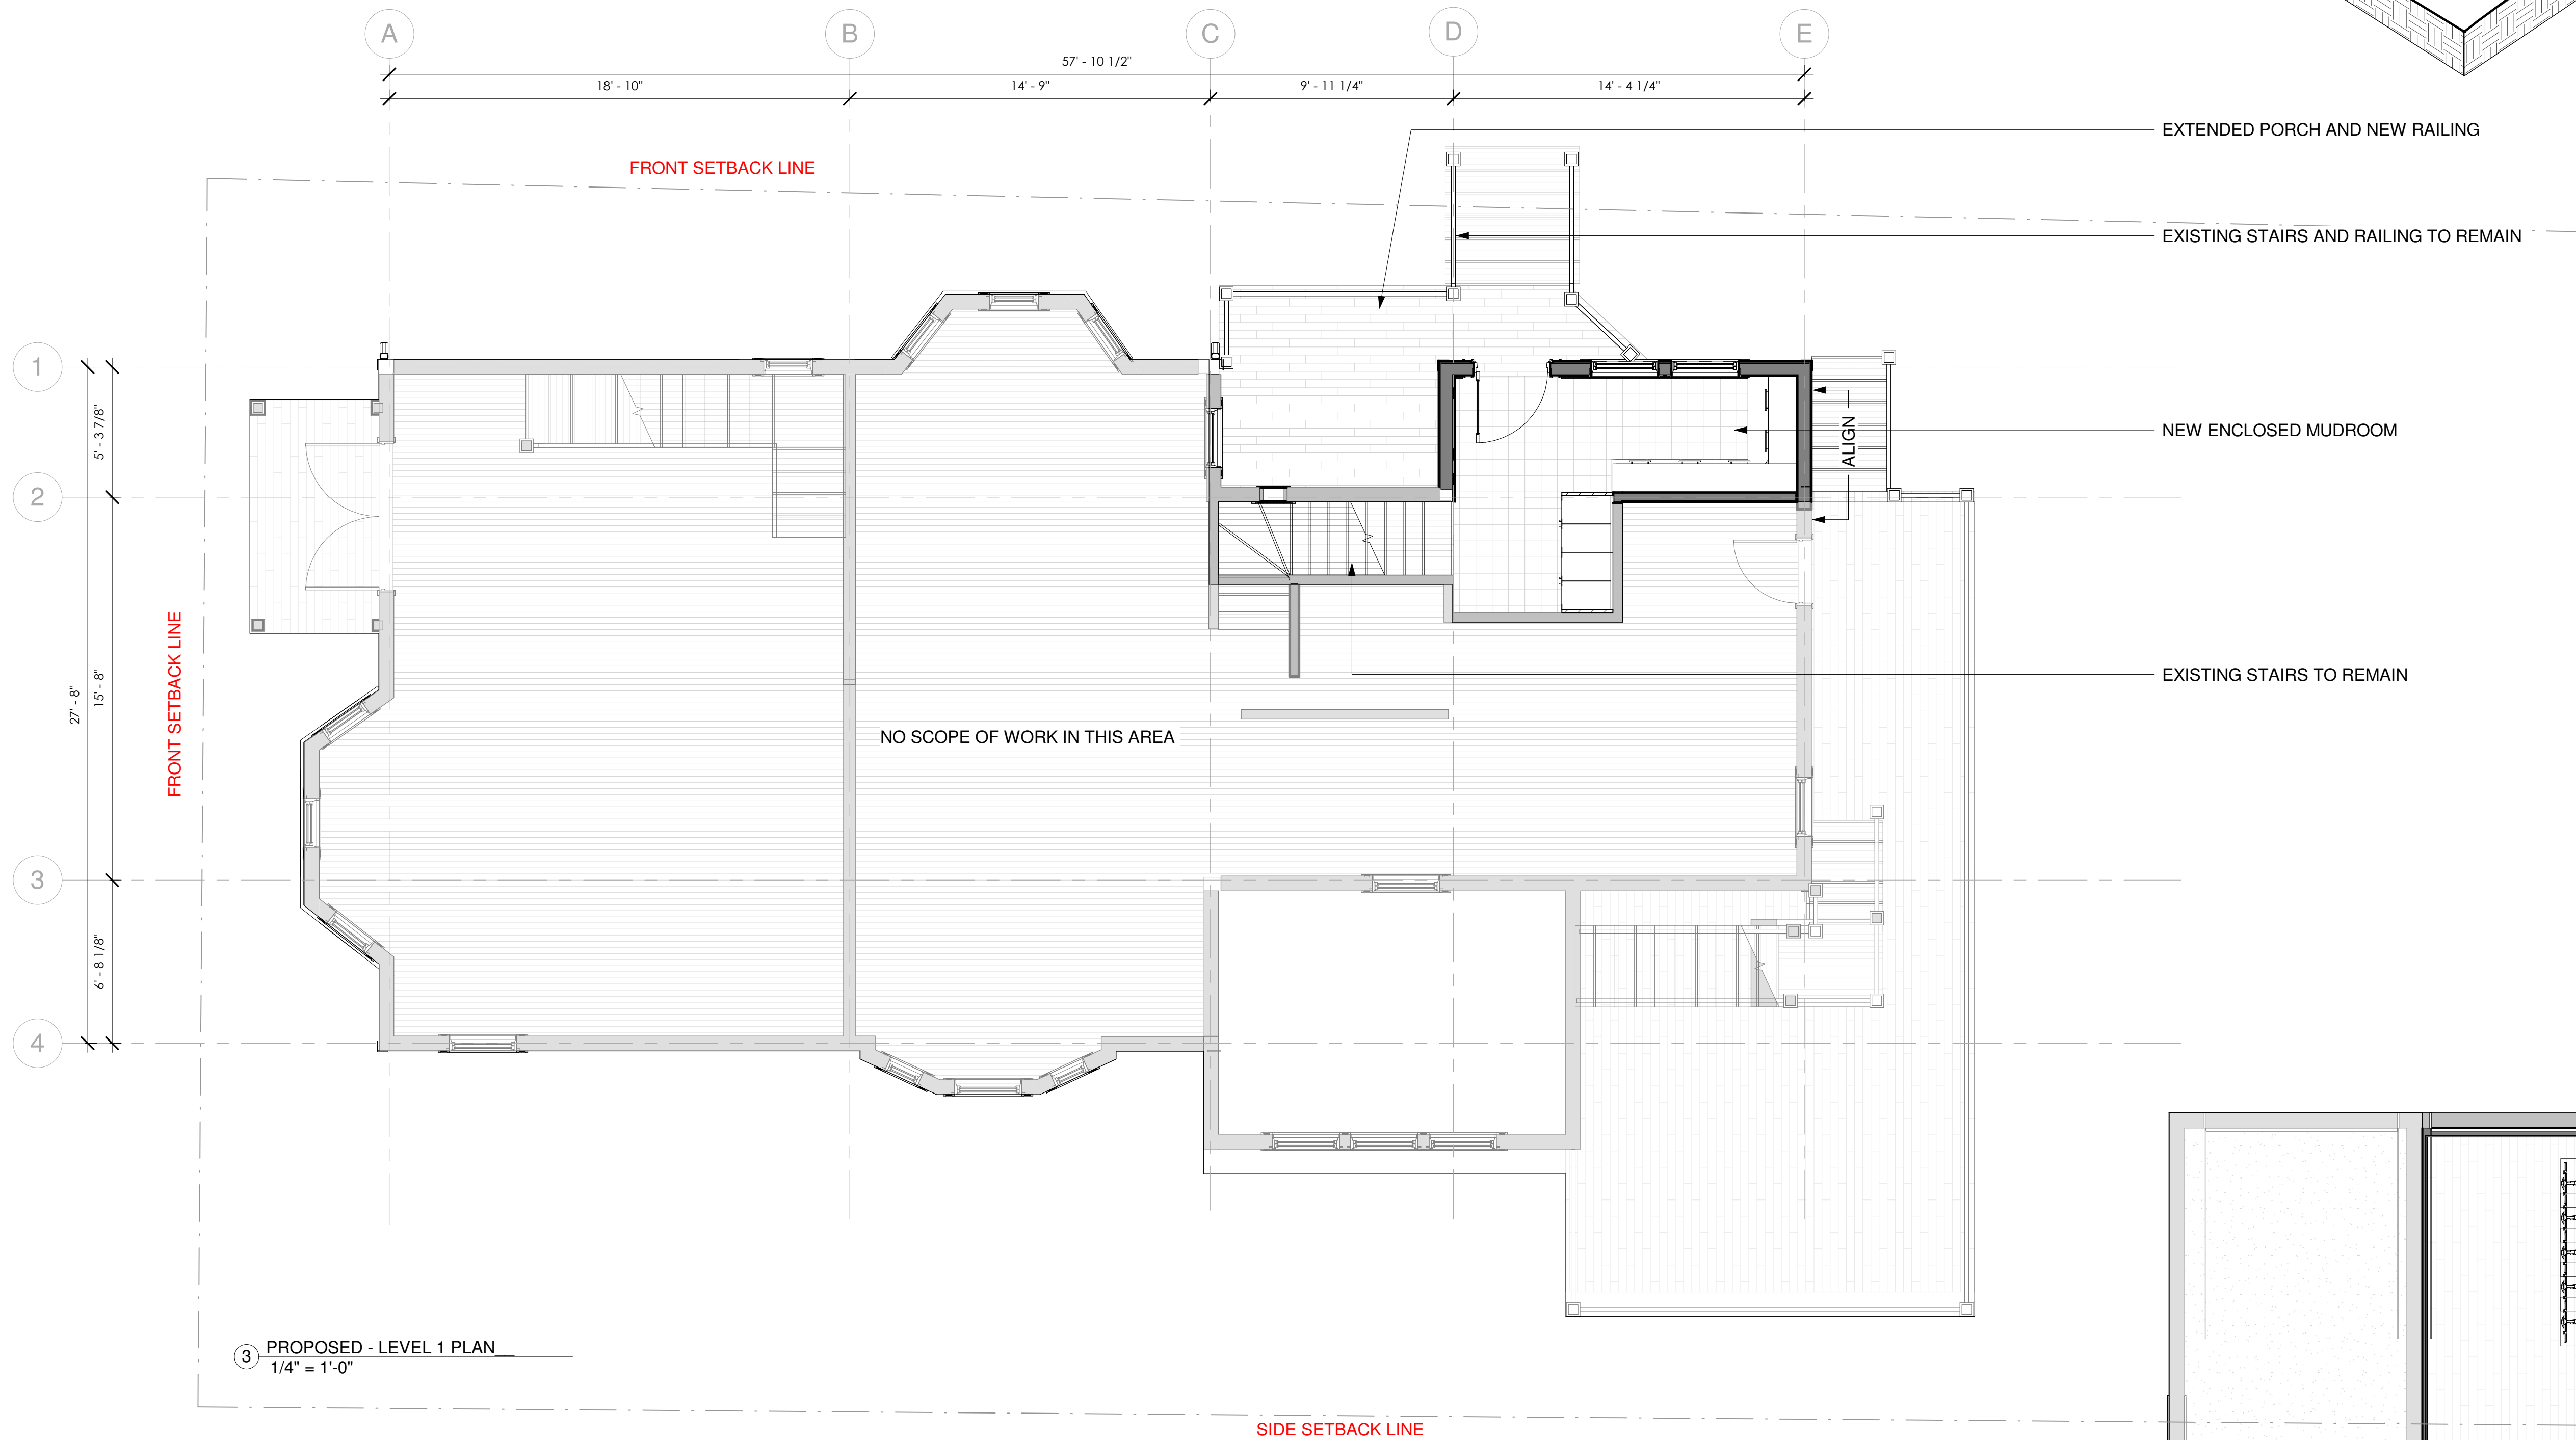 A
B
C
D
E
57' - 10 1/2"
18' - 10"
14' - 9"
9' - 11 1/4"
14' - 4 1/4"
EXTENDED PORCH AND NEW RAILING
FRONT SETBACK LINE
EXISTING STAIRS AND RAILING TO REMAIN
1
5' - 3 7/8"
ALIGN
NEW ENCLOSED MUDROOM
2
FRONT SETBACK LINE
27' - 8"
15' - 8"
EXISTING STAIRS TO REMAIN
NO SCOPE OF WORK IN THIS AREA
3
6' - 8 1/8"
4
3
PROPOSED - LEVEL 1 PLAN__
1/4" = 1'-0"
SIDE SETBACK LINE